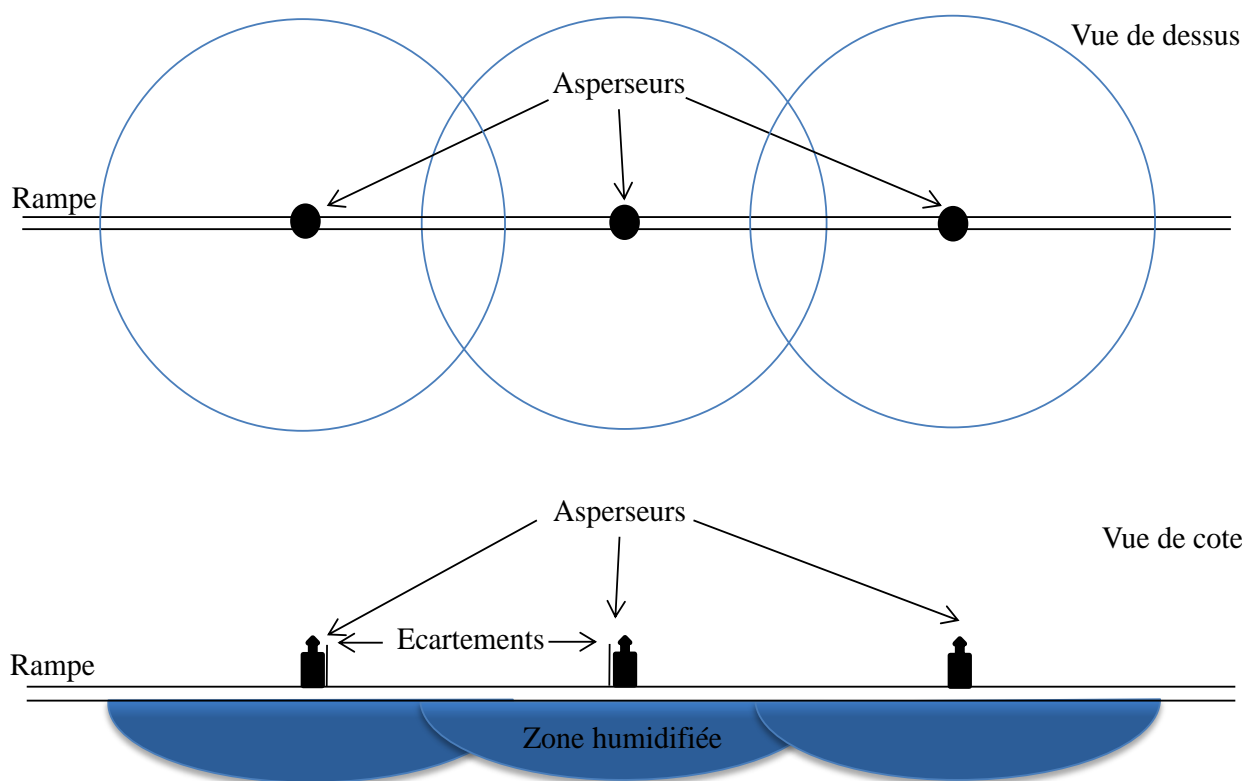 Vue de dessus
Asperseurs
Rampe
Asperseurs
Vue de cote
Ecartements
Rampe
Zone humidifiée